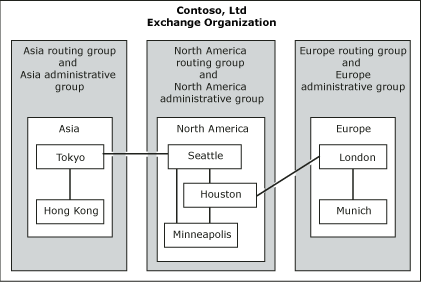 Contoso, Ltd
Exchange Organization
Asia routing group
and
Asia administrative
group
North America
routing group
and
North America
administrative group
Europe routing group
and
Europe
administrative group
Asia
Tokyo
Hong Kong
North America
Seattle
Houston
Minneapolis
Europe
London
Munich